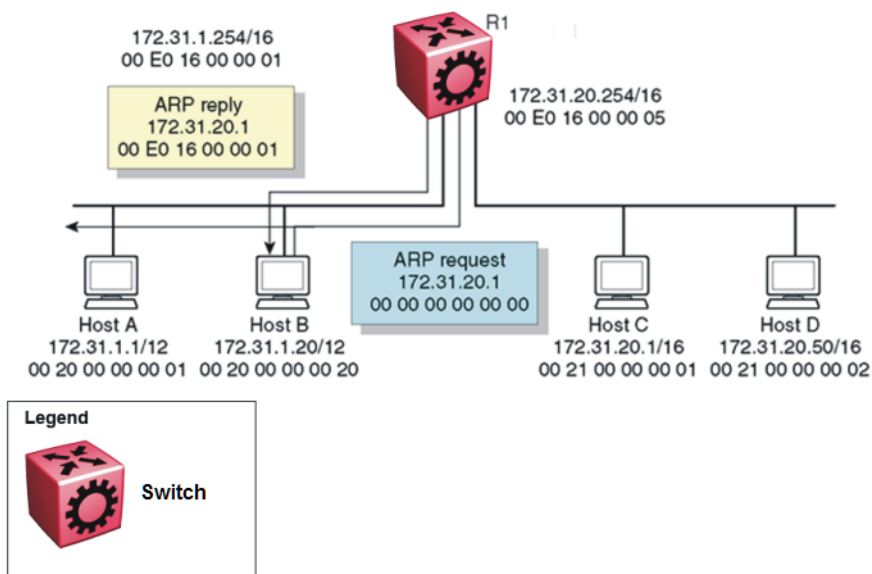 172.31.1.254/16
00 E0 16 00 00 01
R1
ARP reply
172.31.20.1
00 E0 16 00 00 01
172.31.20.254/16
00 E0 16 00 00 05
ARP request
172.31.20.1
00 00 00 00 00 00
Host A
172.31.1.1/12
00 20 00 00 00 01
Host B
172.31.1.20/12
00 20 00 00 00 20
Host C
172.31.20.1/16
00 21 00 00 00 01
Host D
172.31.20.50/16
00 21 00 00 00 02
Legend
Switch